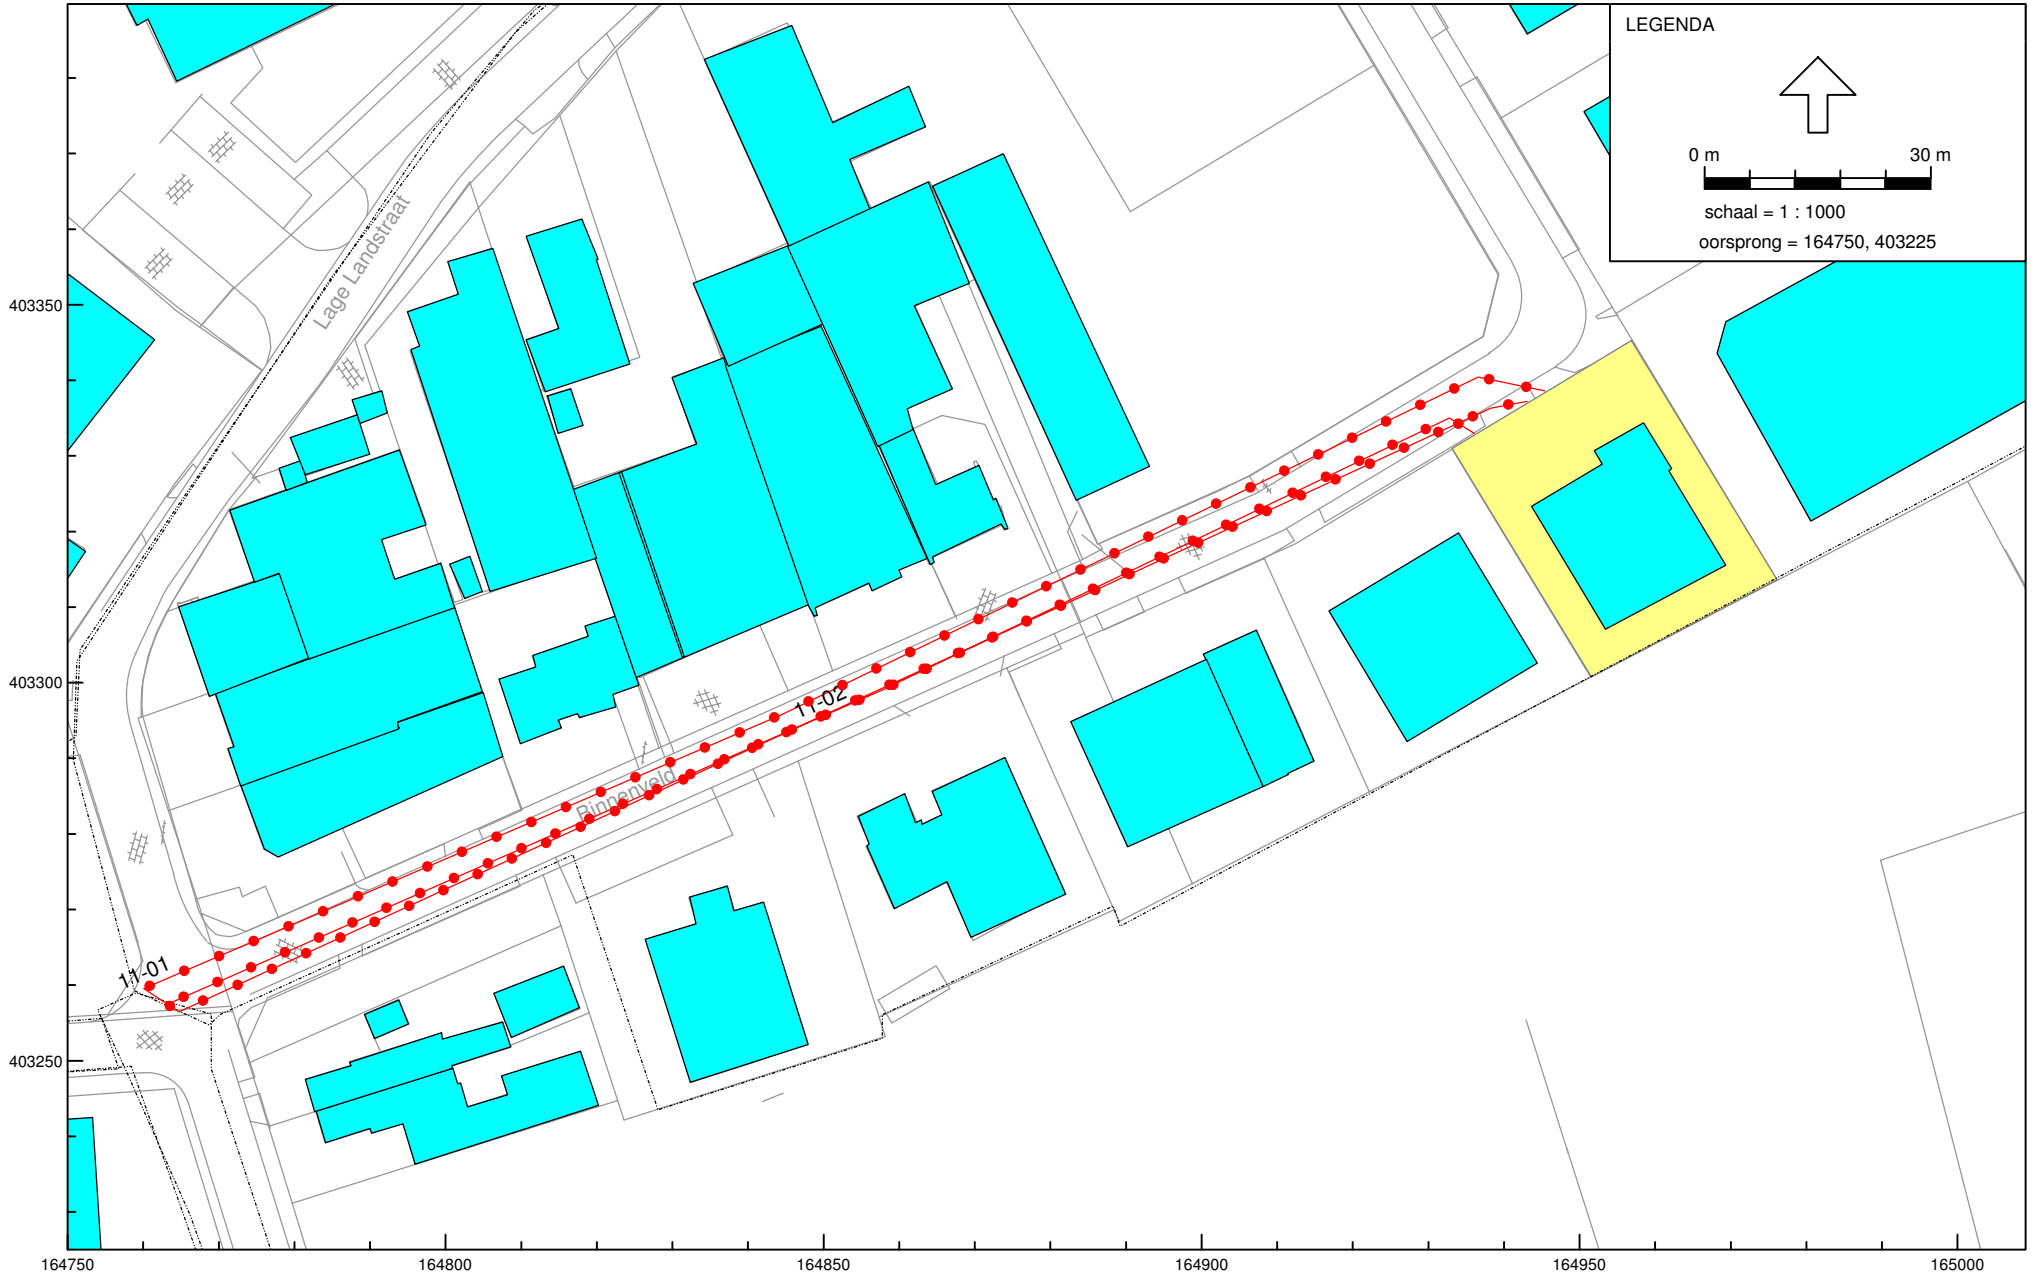 LEGENDA
0 m 30 m
schaal = 1 : 1000
oorsprong = 164750, 403225
Lage Landstraat
403350
403300
11-02
Binnenveld
11-01
403250
164750 164800 164850 164900 164950 165000